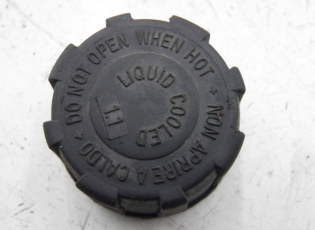 DO NOT OPEN WHEN HOT
NON APRIRE A CALDO
LIQUID COOLED
1.1